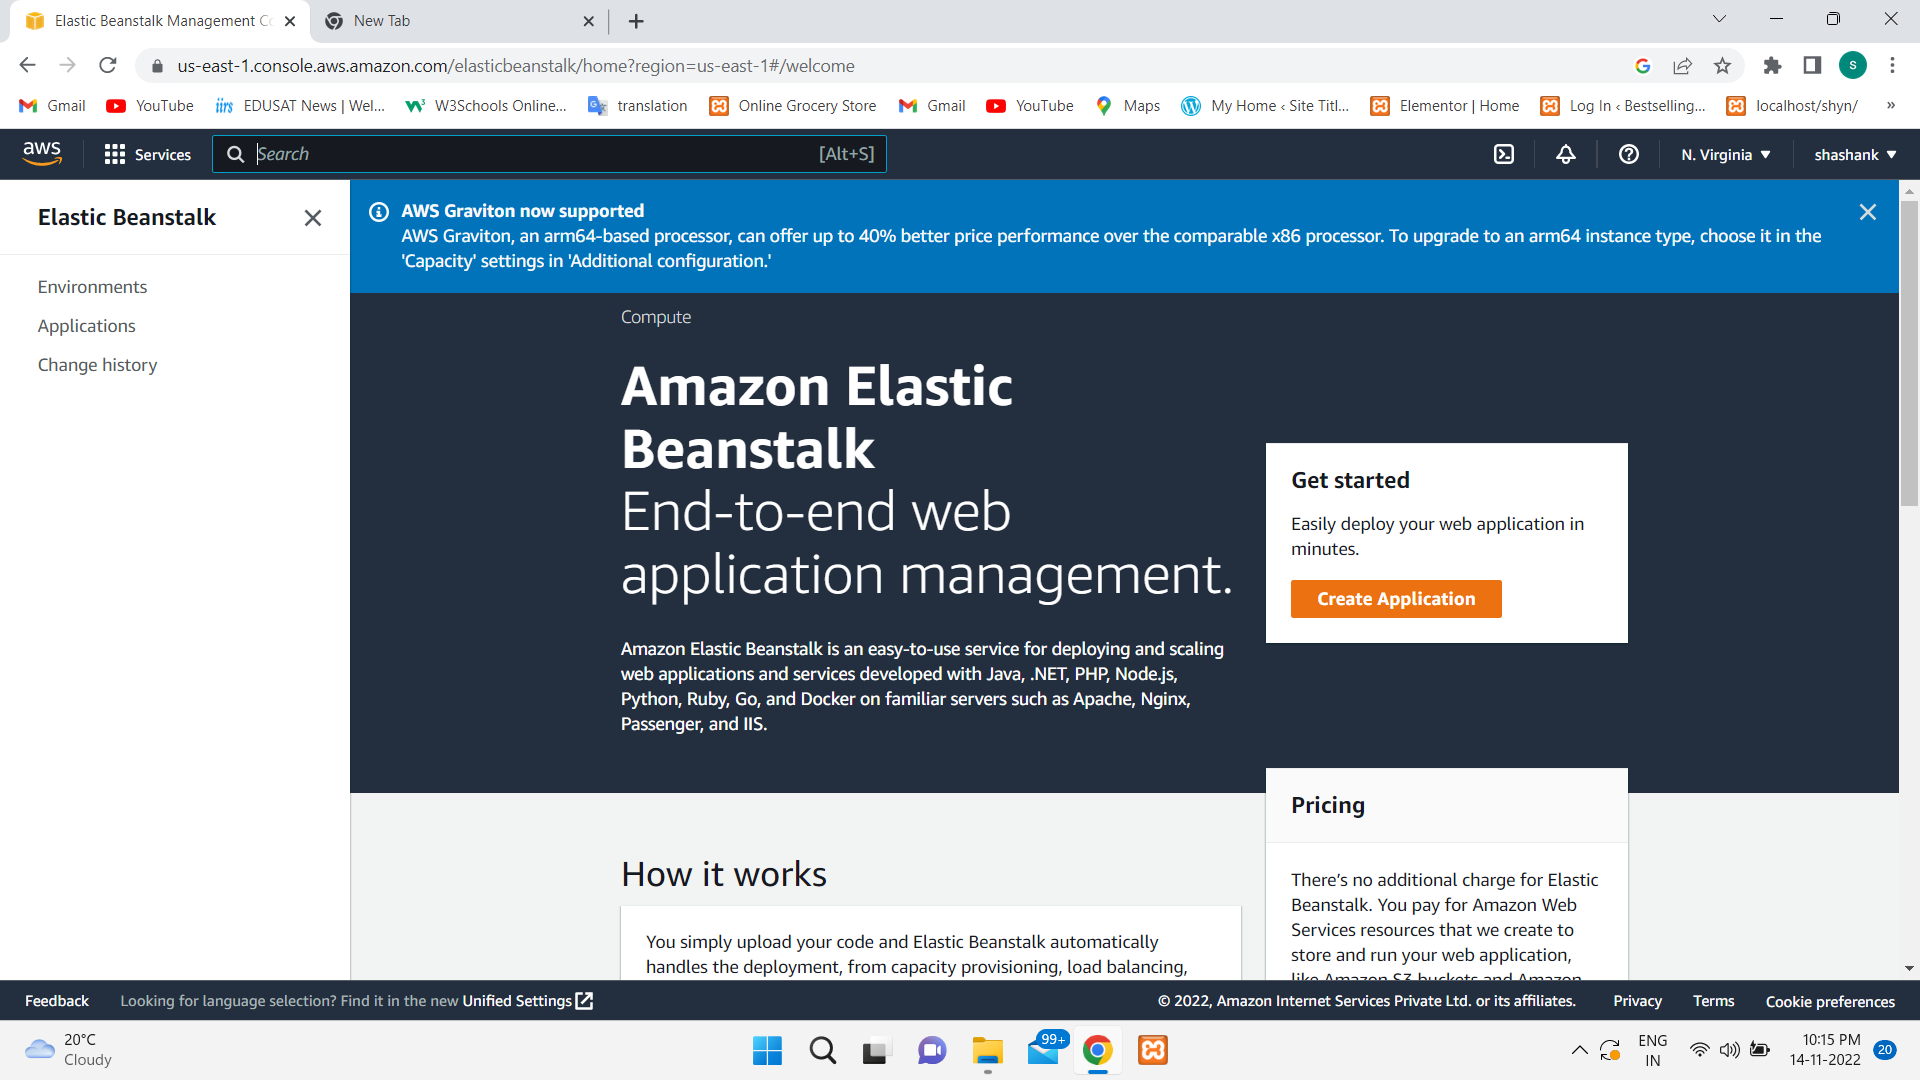 Elastic Beanstalk Management Co
New Tab
us-east-1.console.aws.amazon.com/elasticbeanstalk/home?region=us-east-1#/welcome
S
Gmail
YouTube
iirs EDUSAT News | Wel...
W3Schools Online...
translation
Online Grocery Store
Gmail
YouTube
Maps
My Home ‹ Site Titl...
Elementor | Home
Log In ‹ Bestselling...
localhost/shyn/
»
aws
Services
Search
[Alt+S]
N. Virginia
shashank
Elastic Beanstalk
Environments
Applications
Change history
AWS Graviton now supported
AWS Graviton, an arm64-based processor, can offer up to 40% better price performance over the comparable x86 processor. To upgrade to an arm64 instance type, choose it in the
'Capacity' settings in 'Additional configuration.'
Compute
Amazon Elastic
Beanstalk
End-to-end web
application management.
Amazon Elastic Beanstalk is an easy-to-use service for deploying and scaling
web applications and services developed with Java, .NET, PHP, Node.js,
Python, Ruby, Go, and Docker on familiar servers such as Apache, Nginx,
Passenger, and IIS.
Get started
Easily deploy your web application in
minutes.
Create Application
Pricing
There's no additional charge for Elastic
Beanstalk. You pay for Amazon Web
Services resources that we create to
store and run your web application,
like Amazon S3 buckets and Amazon
How it works
You simply upload your code and Elastic Beanstalk automatically
handles the deployment, from capacity provisioning, load balancing,
Feedback
Looking for language selection? Find it in the new Unified Settings
© 2022, Amazon Internet Services Private Ltd. or its affiliates.
Privacy
Terms
Cookie preferences
20°C
Cloudy
99+
ENG
IN
10:15 PM
14-11-2022
20